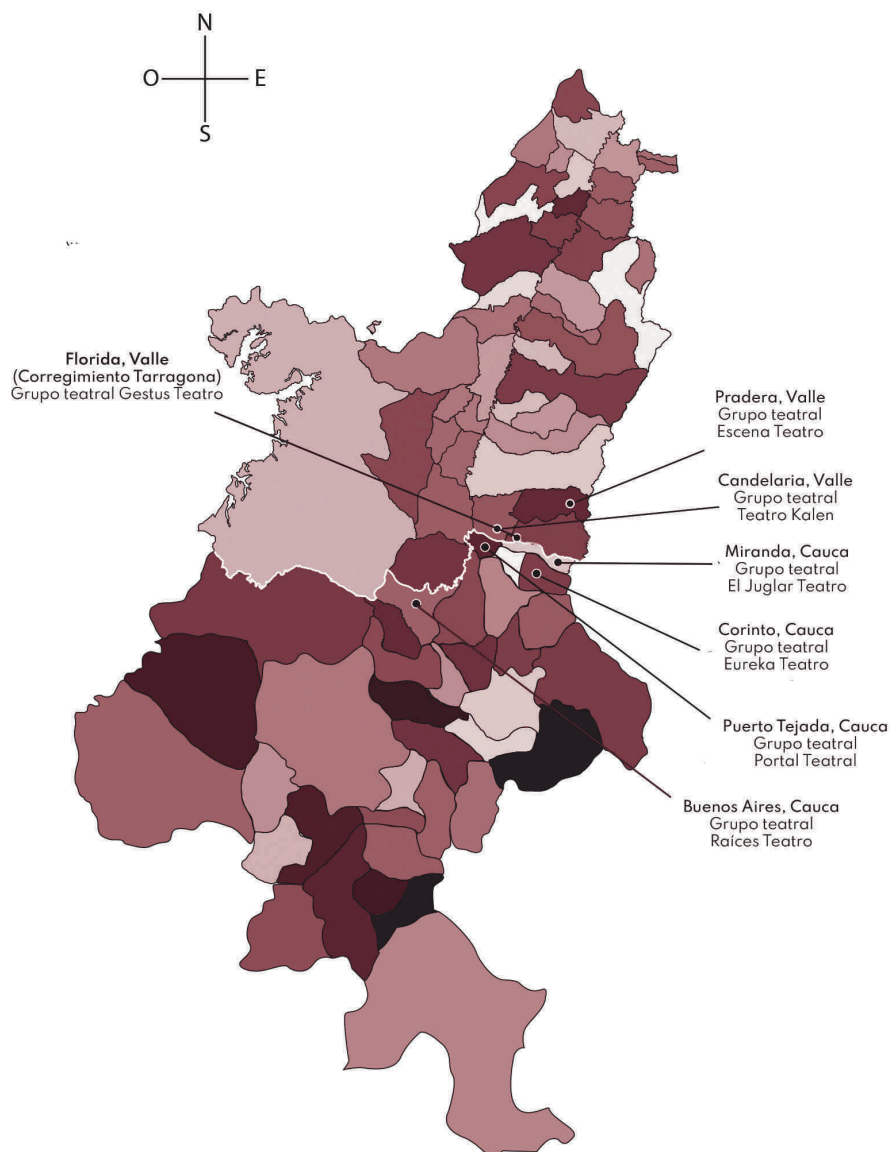 N
O E
S
Florida, Valle
(Corregimiento Tarragona)
Grupo teatral Gestus Teatro
Pradera, Valle
Grupo teatral
Escena Teatro
Candelaria, Valle
Grupo teatral
Teatro Kalen
Miranda, Cauca
Grupo teatral
El Juglar Teatro
Corinto, Cauca
Grupo teatral
Eureka Teatro
Puerto Tejada, Cauca
Grupo teatral
Portal Teatral
Buenos Aires, Cauca
Grupo teatral
Raíces Teatro